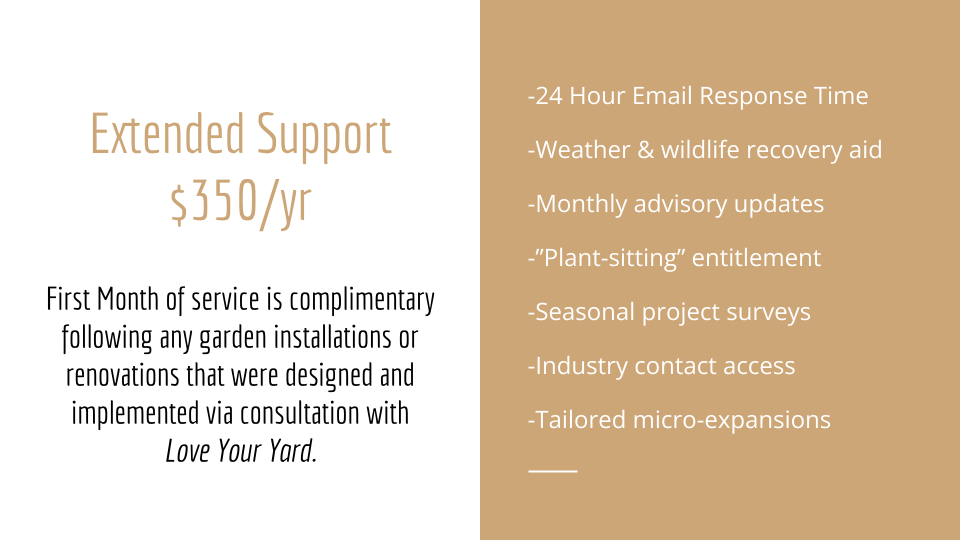 Extended Support
$350/yr
First Month of service is complimentary
following any garden installations or
renovations that were designed and
implemented via consultation with
Love Your Yard.
-24 Hour Email Response Time
-Weather & wildlife recovery aid
-Monthly advisory updates
-”Plant-sitting” entitlement
-Seasonal project surveys
-Industry contact access
-Tailored micro-expansions